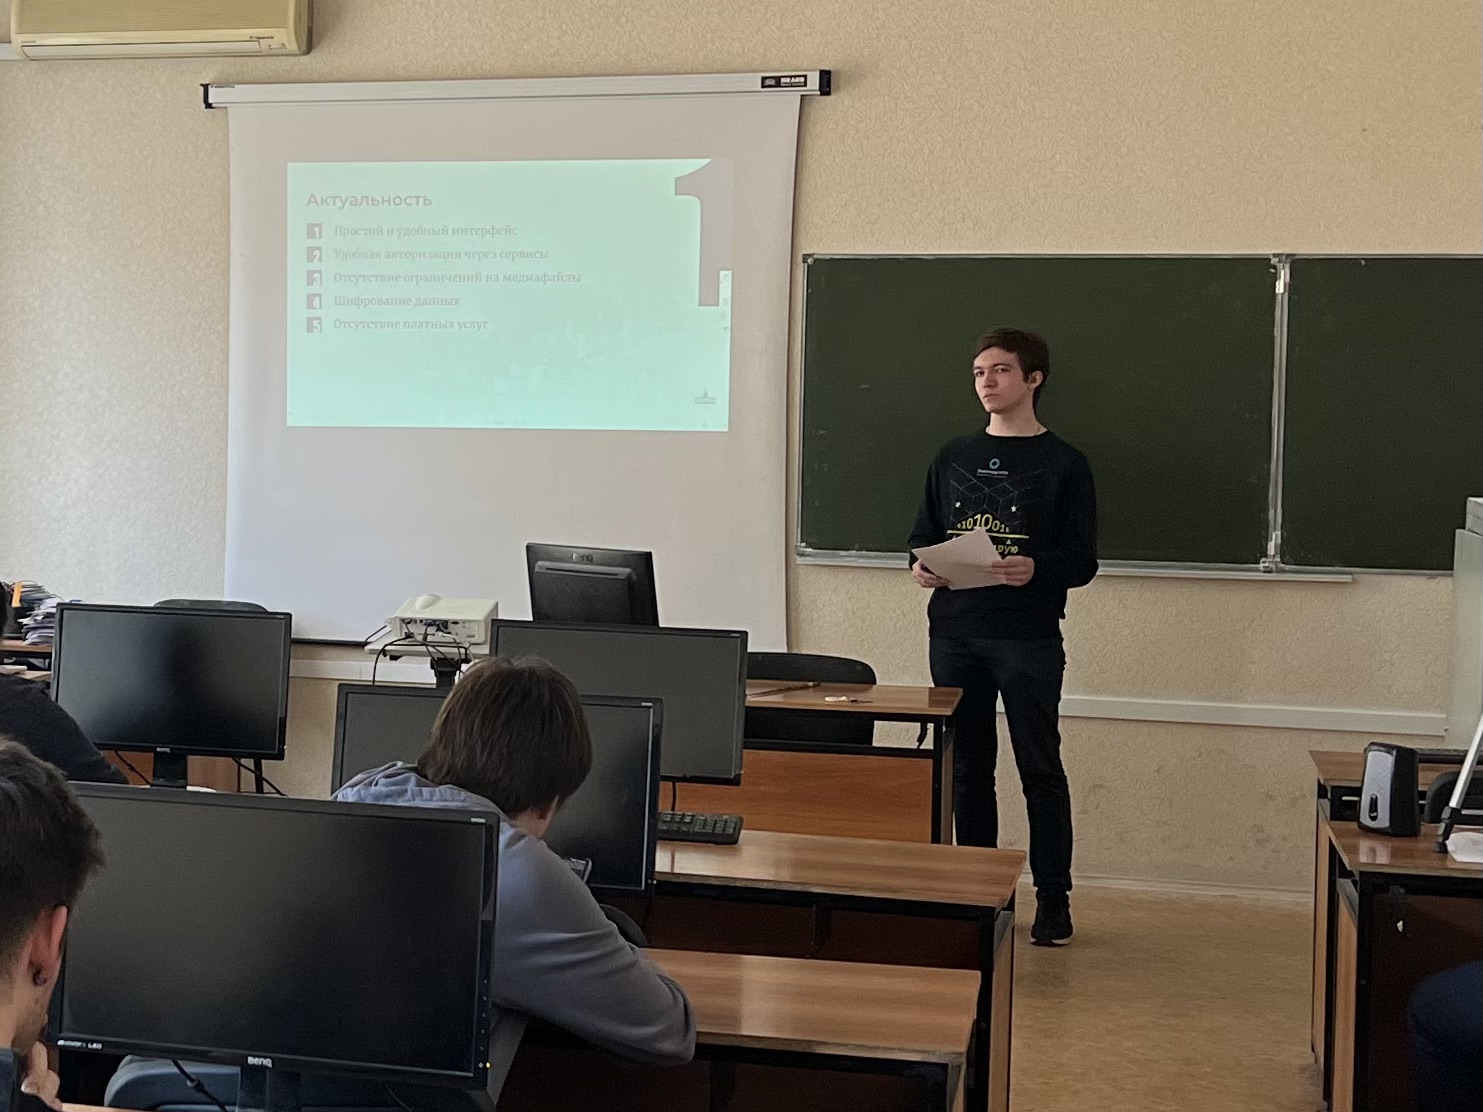 Актуальность
1 Простой и удобный интерфейс
2 Удобная авторизация через сервисы
3 Отсутствие ограничений на медиафайлы
4 Шифрование данных
5 Отсутствие платных услуг
1
BenQ
BenQ